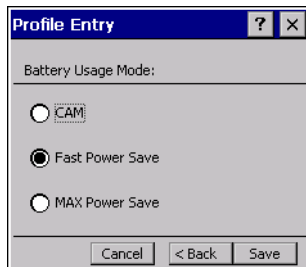 Profile Entry ? ×
Battery Usage Mode:
CAM
Fast Power Save
MAX Power Save
Cancel < Back Save